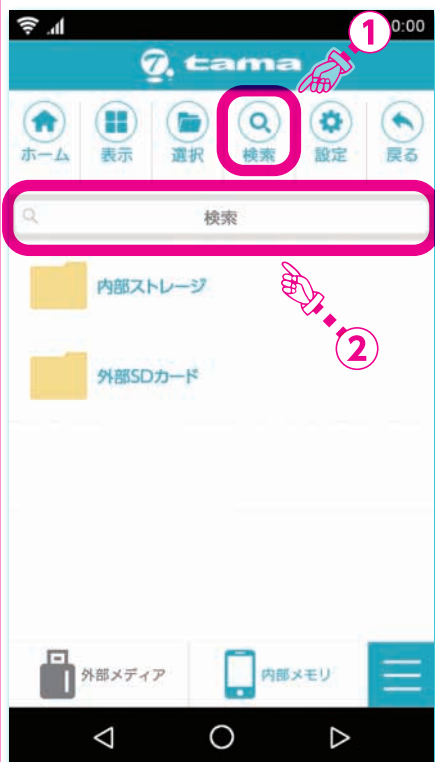 ① 0:00
tama
ホーム 表示 選択 検索 設定 戻る
検索
内部ストレージ
②
外部SDカード
外部メディア 内部メモリ